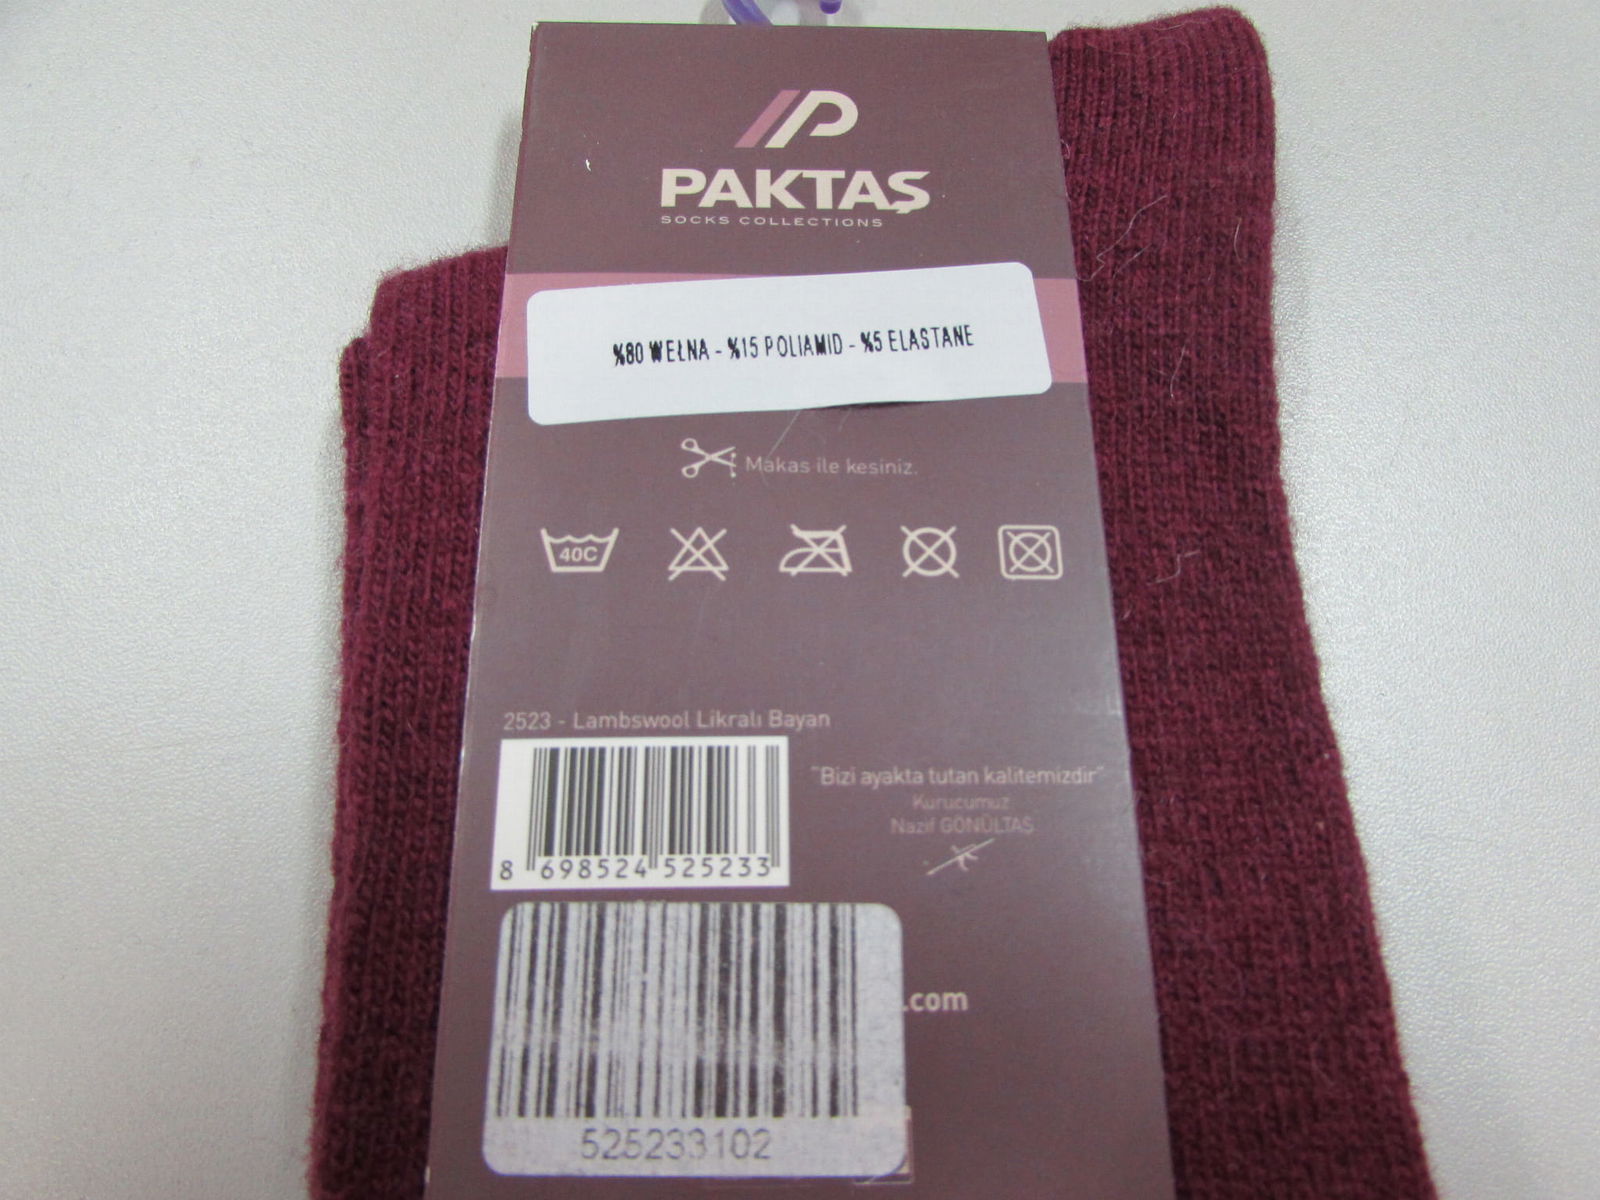 PAKTAŞ
SOCKS COLLECTIONS
%80 WEŁNA - %15 POLIAMID - %5 ELASTANE
Makas ile kesiniz.
40C
2523 - Lambswool Likralı Bayan
"Bizi ayakta tutan kalitemizdir"
Kurucumuz
Nazif GÖNÜLTAŞ
8 698524 525233
.com
525233102